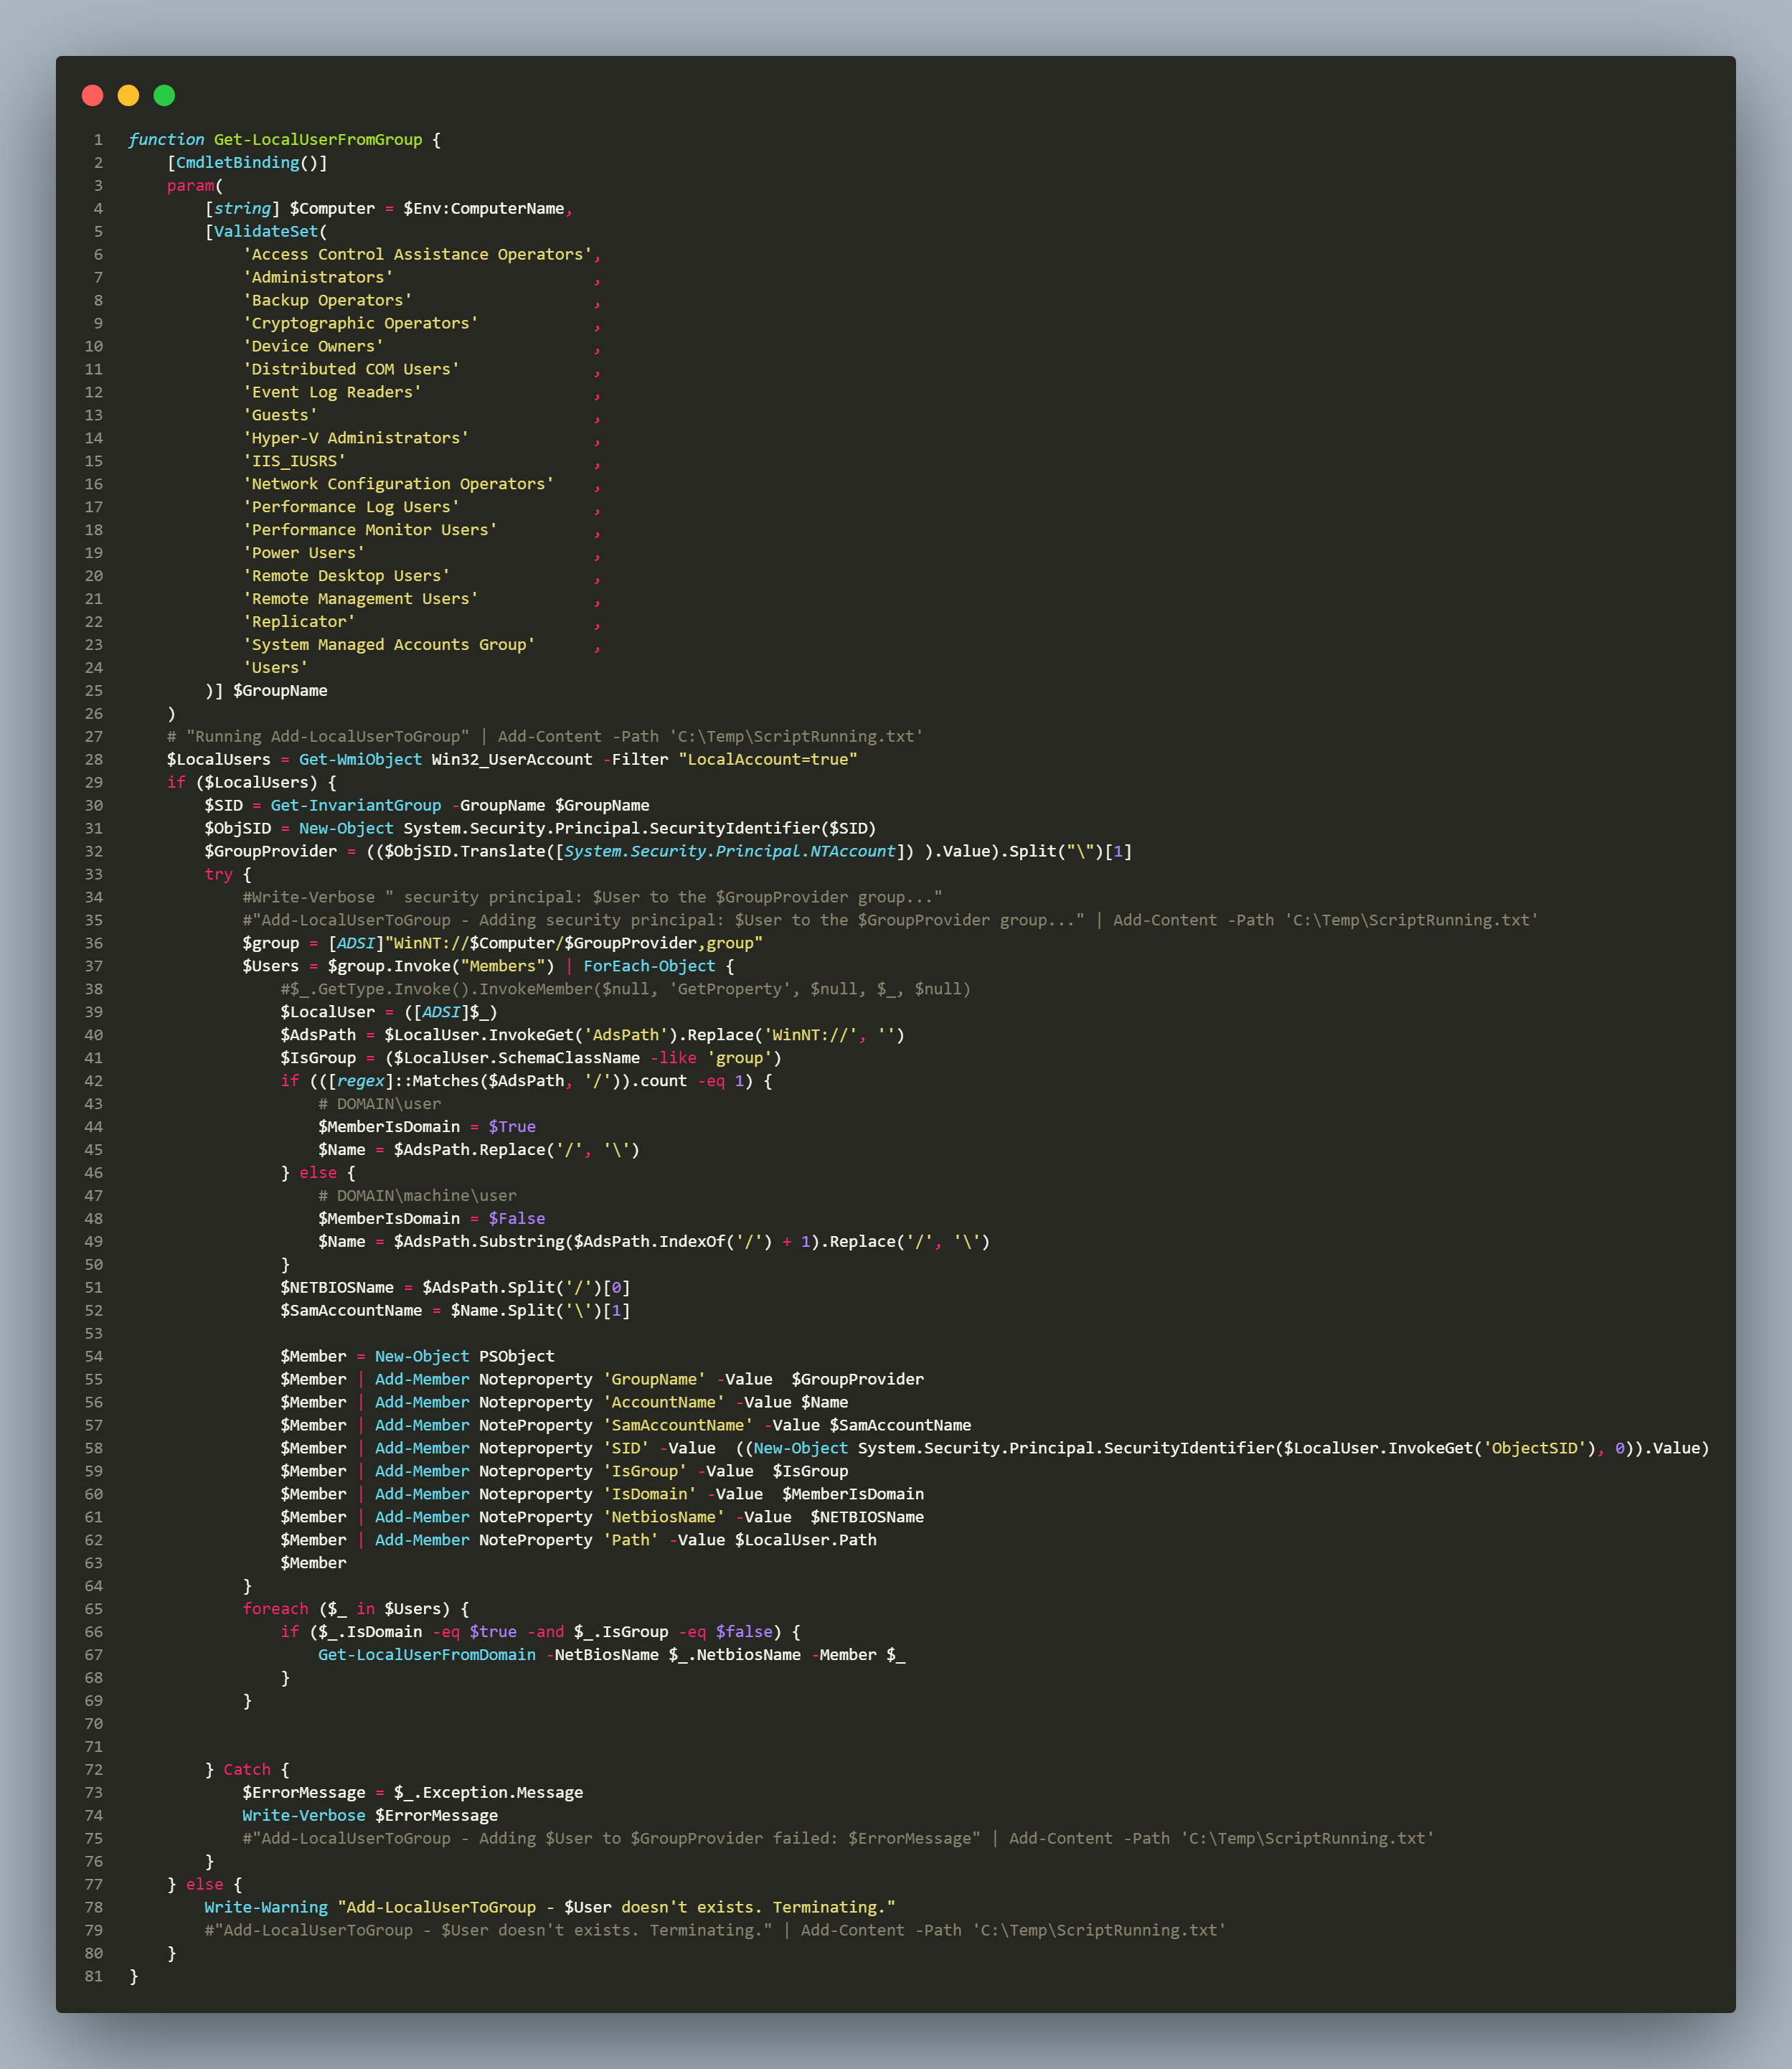 1 function Get-LocalUserFromGroup {
2     [CmdletBinding()]
3     param(
4         [string] $Computer = $Env:ComputerName,
5         [ValidateSet(
6             'Access Control Assistance Operators',
7             'Administrators'                     ,
8             'Backup Operators'                   ,
9             'Cryptographic Operators'            ,
10             'Device Owners'                      ,
11             'Distributed COM Users'              ,
12             'Event Log Readers'                  ,
13             'Guests'                             ,
14             'Hyper-V Administrators'             ,
15             'IIS_IUSRS'                          ,
16             'Network Configuration Operators'    ,
17             'Performance Log Users'              ,
18             'Performance Monitor Users'          ,
19             'Power Users'                        ,
20             'Remote Desktop Users'               ,
21             'Remote Management Users'            ,
22             'Replicator'                         ,
23             'System Managed Accounts Group'      ,
24             'Users'
25         )] $GroupName
26     )
27     # "Running Add-LocalUserToGroup" | Add-Content -Path 'C:\Temp\ScriptRunning.txt'
28     $LocalUsers = Get-WmiObject Win32_UserAccount -Filter "LocalAccount=true"
29     if ($LocalUsers) {
30         $SID = Get-InvariantGroup -GroupName $GroupName
31         $ObjSID = New-Object System.Security.Principal.SecurityIdentifier($SID)
32         $GroupProvider = (($ObjSID.Translate([System.Security.Principal.NTAccount]) ).Value).Split("\")[1]
33         try {
34             #Write-Verbose " security principal: $User to the $GroupProvider group..."
35             #"Add-LocalUserToGroup - Adding security principal: $User to the $GroupProvider group..." | Add-Content -Path 'C:\Temp\ScriptRunning.txt'
36             $group = [ADSI]"WinNT://$Computer/$GroupProvider,group"
37             $Users = $group.Invoke("Members") | ForEach-Object {
38                 #$_.GetType.Invoke().InvokeMember($null, 'GetProperty', $null, $_, $null)
39                 $LocalUser = ([ADSI]$_)
40                 $AdsPath = $LocalUser.InvokeGet('AdsPath').Replace('WinNT://', '')
41                 $IsGroup = ($LocalUser.SchemaClassName -like 'group')
42                 if (([regex]::Matches($AdsPath, '/')).count -eq 1) {
43                     # DOMAIN\user
44                     $MemberIsDomain = $True
45                     $Name = $AdsPath.Replace('/', '\')
46                 } else {
47                     # DOMAIN\machine\user
48                     $MemberIsDomain = $False
49                     $Name = $AdsPath.Substring($AdsPath.IndexOf('/') + 1).Replace('/', '\')
50                 }
51                 $NETBIOSName = $AdsPath.Split('/')[0]
52                 $SamAccountName = $Name.Split('\')[1]
53
54                 $Member = New-Object PSObject
55                 $Member | Add-Member Noteproperty 'GroupName' -Value  $GroupProvider
56                 $Member | Add-Member Noteproperty 'AccountName' -Value $Name
57                 $Member | Add-Member NoteProperty 'SamAccountName' -Value $SamAccountName
58                 $Member | Add-Member Noteproperty 'SID' -Value  ((New-Object System.Security.Principal.SecurityIdentifier($LocalUser.InvokeGet('ObjectSID'), 0)).Value)
59                 $Member | Add-Member Noteproperty 'IsGroup' -Value  $IsGroup
60                 $Member | Add-Member Noteproperty 'IsDomain' -Value  $MemberIsDomain
61                 $Member | Add-Member Noteproperty 'NetbiosName' -Value  $NETBIOSName
62                 $Member | Add-Member NoteProperty 'Path' -Value $LocalUser.Path
63                 $Member
64             }
65             foreach ($_ in $Users) {
66                 if ($_.IsDomain -eq $true -and $_.IsGroup -eq $false) {
67                     Get-LocalUserFromDomain -NetBiosName $_.NetbiosName -Member $_
68                 }
69             }
70
71
72         } Catch {
73             $ErrorMessage = $_.Exception.Message
74             Write-Verbose $ErrorMessage
75             #"Add-LocalUserToGroup - Adding $User to $GroupProvider failed: $ErrorMessage" | Add-Content -Path 'C:\Temp\ScriptRunning.txt'
76         }
77     } else {
78         Write-Warning "Add-LocalUserToGroup - $User doesn't exists. Terminating."
79         #"Add-LocalUserToGroup - $User doesn't exists. Terminating." | Add-Content -Path 'C:\Temp\ScriptRunning.txt'
80     }
81 }